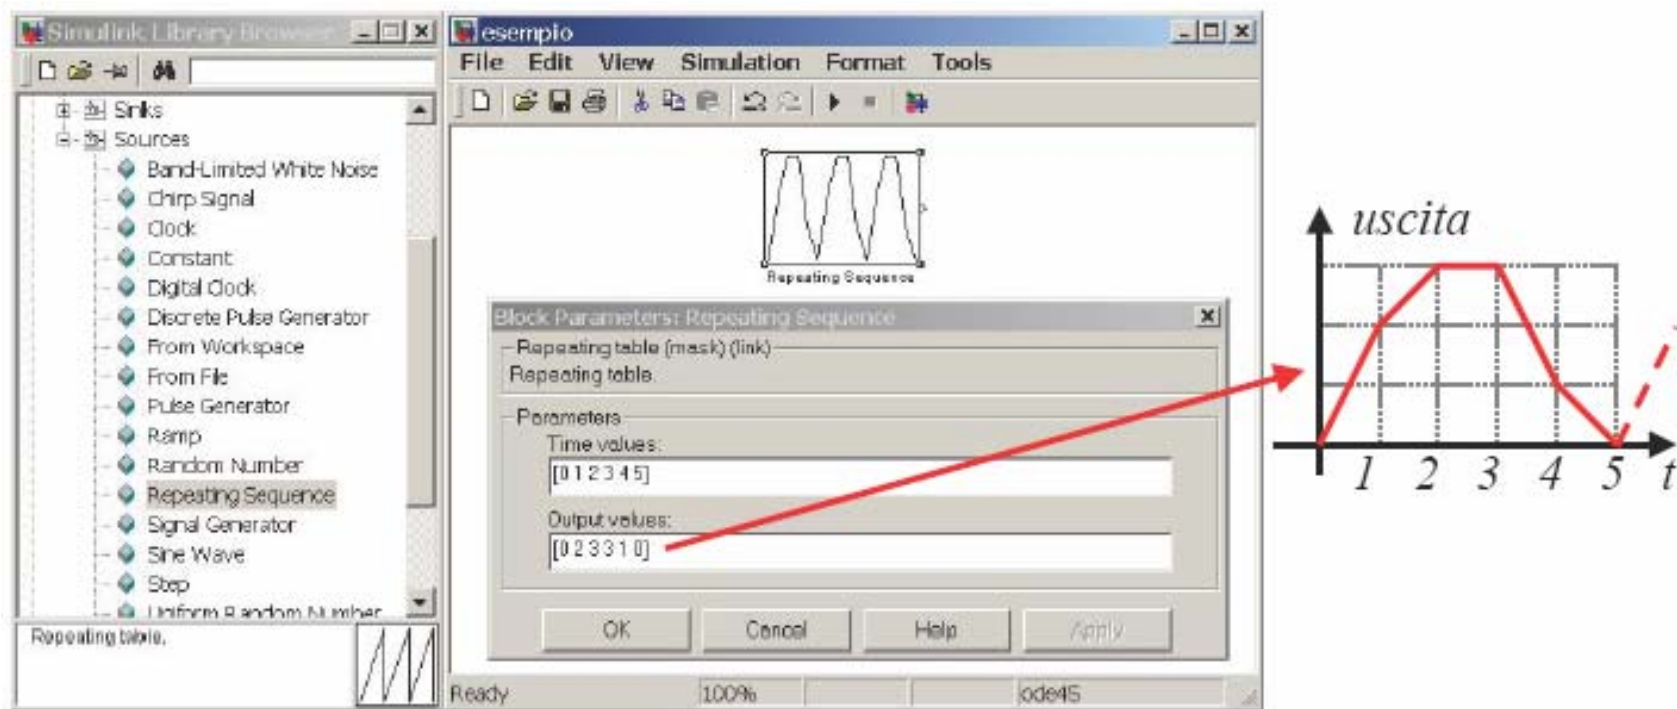 Simulink Library Browser
Sinks
Sources
Band-Limited White Noise
Chirp Signal
Clock
Constant
Digital Clock
Discrete Pulse Generator
From Workspace
From File
Pulse Generator
Ramp
Random Number
Repeating Sequence
Signal Generator
Sine Wave
Step
Uniform Random Number
Repeating table.
esempio
File Edit View Simulation Format Tools
Repeating Sequence
Block Parameters: Repeating Sequence
Repeating table (mask) (link)
Repeating table.
Parameters
Time values:
[0 1 2 3 4 5]
Output values:
[0 2 3 3 1 0]
OK Cancel Help Apply
Ready 100% ode45
uscita
1 2 3 4 5 t